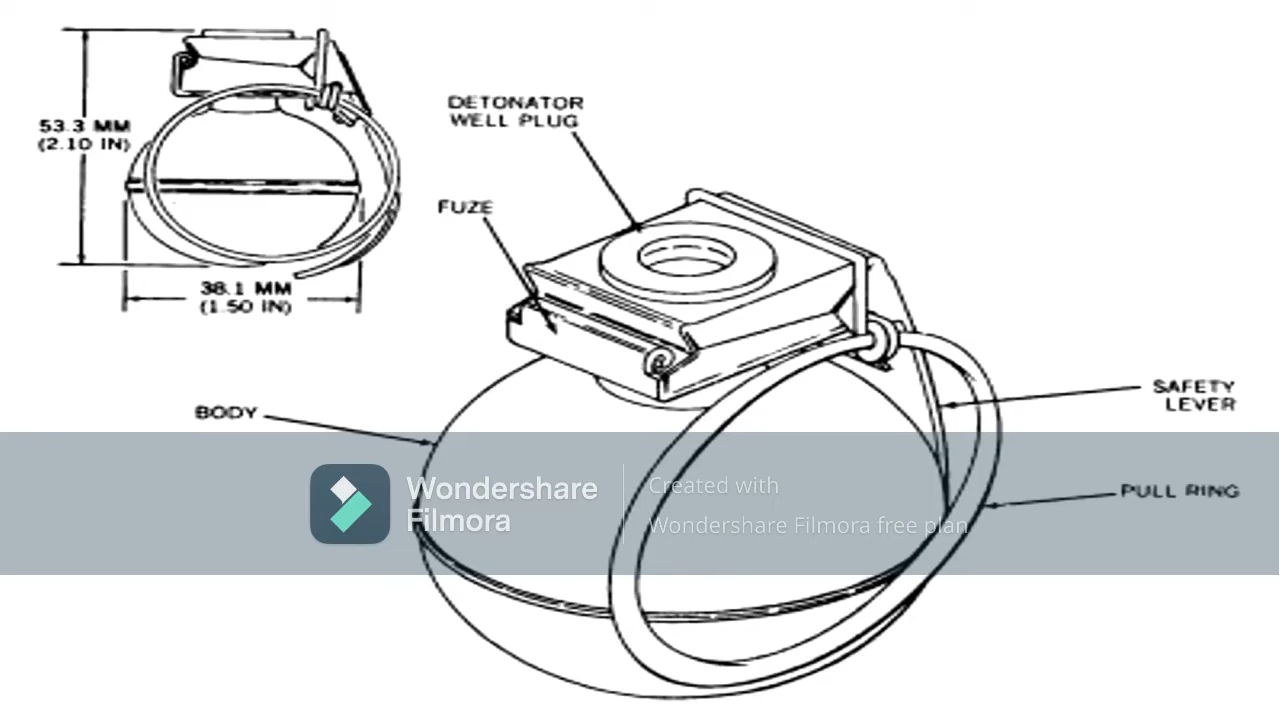 53.3 MM
(2.10 IN)
38.1 MM
(1.50 IN)
DETONATOR
WELL PLUG
FUZE
BODY
SAFETY
LEVER
PULL RING
Wondershare
Filmora
Created with
Wondershare Filmora free plan